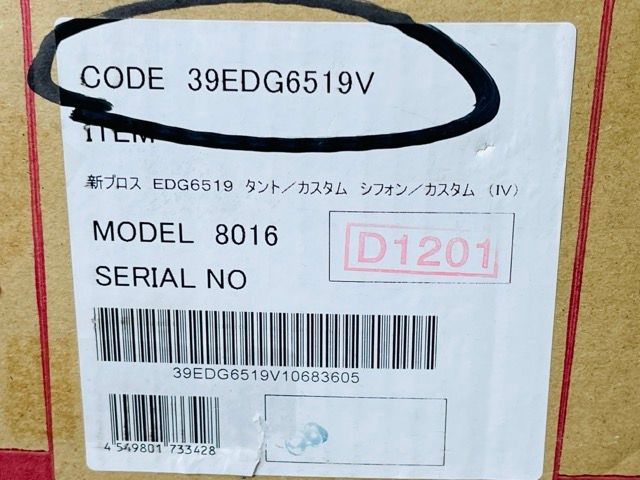 CODE 39EDG6519V
ITEM
新ブロス EDG6519 タント／カスタム シフォン／カスタム （IV）
MODEL 8016
D1201
SERIAL NO
39EDG6519V10683605
4 549801 733428